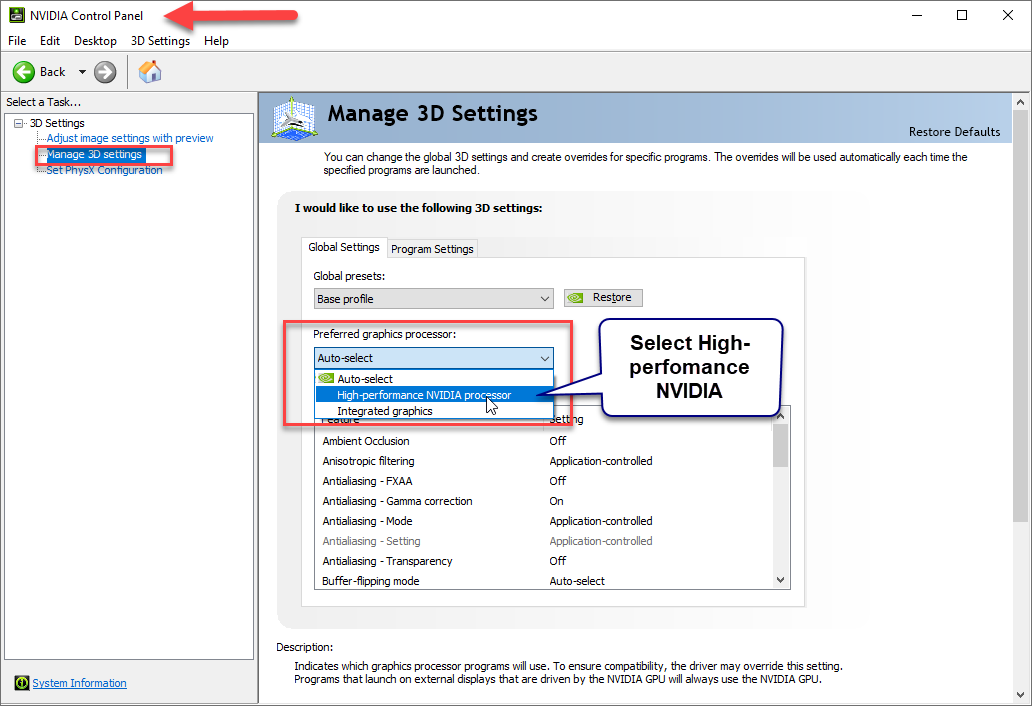 NVIDIA Control Panel
File Edit Desktop 3D Settings Help
Back
Select a Task...
3D Settings
Adjust image settings with preview
Manage 3D settings
Set PhysX Configuration
System Information
Manage 3D Settings
Restore Defaults
You can change the global 3D settings and create overrides for specific programs. The overrides will be used automatically each time the
specified programs are launched.
I would like to use the following 3D settings:
Global Settings Program Settings
Global presets:
Base profile Restore
Preferred graphics processor:
Auto-select
Auto-select
High-performance NVIDIA processor
Integrated graphics
Select High-
perfomance
NVIDIA
Feature Setting
Ambient Occlusion Off
Anisotropic filtering Application-controlled
Antialiasing - FXAA Off
Antialiasing - Gamma correction On
Antialiasing - Mode Application-controlled
Antialiasing - Setting Application-controlled
Antialiasing - Transparency Off
Buffer-flipping mode Auto-select
Description:
Indicates which graphics processor programs will use. To ensure compatibility, the driver may override this setting.
Programs that launch on external displays that are driven by the NVIDIA GPU will always use the NVIDIA GPU.